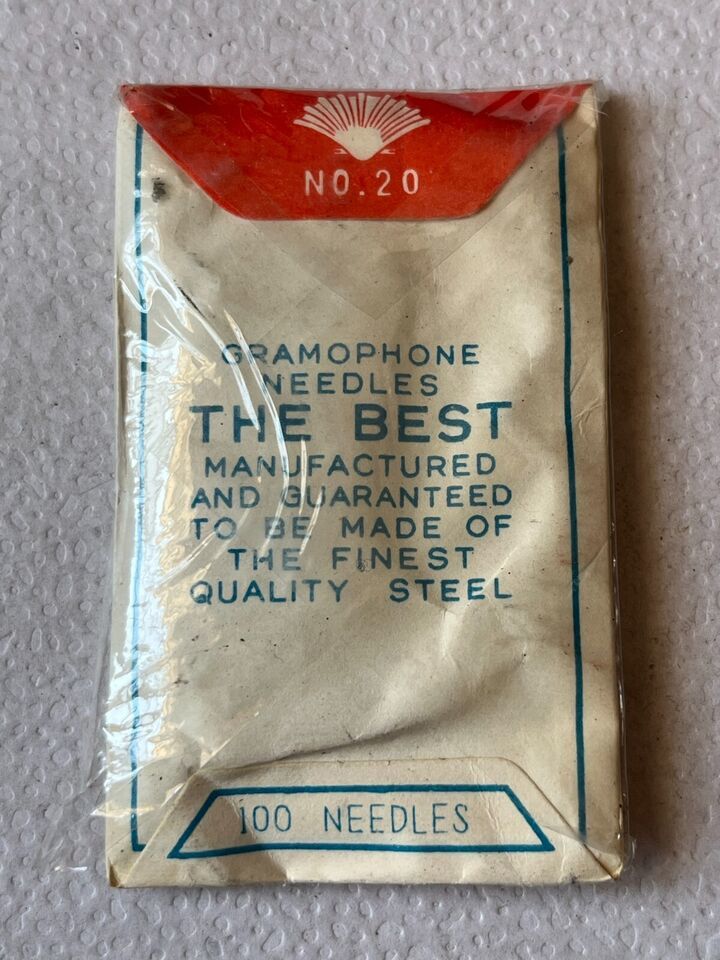 NO.20
GRAMOPHONE
NEEDLES
THE BEST
MANUFACTURED
AND GUARANTEED
TO BE MADE OF
THE FINEST
QUALITY STEEL
100 NEEDLES